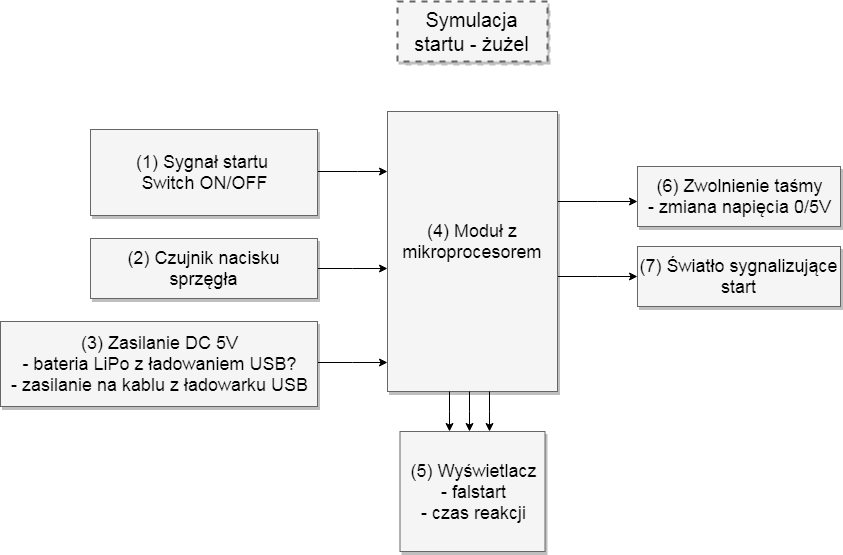 Symulacja
startu - żużel
(1) Sygnał startu
Switch ON/OFF
(2) Czujnik nacisku
sprzęgła
(3) Zasilanie DC 5V
- bateria LiPo z ładowaniem USB?
- zasilanie na kablu z ładowarku USB
(4) Moduł z
mikroprocesorem
(6) Zwolnienie taśmy
- zmiana napięcia 0/5V
(7) Światło sygnalizujące
start
(5) Wyświetlacz
- falstart
- czas reakcji